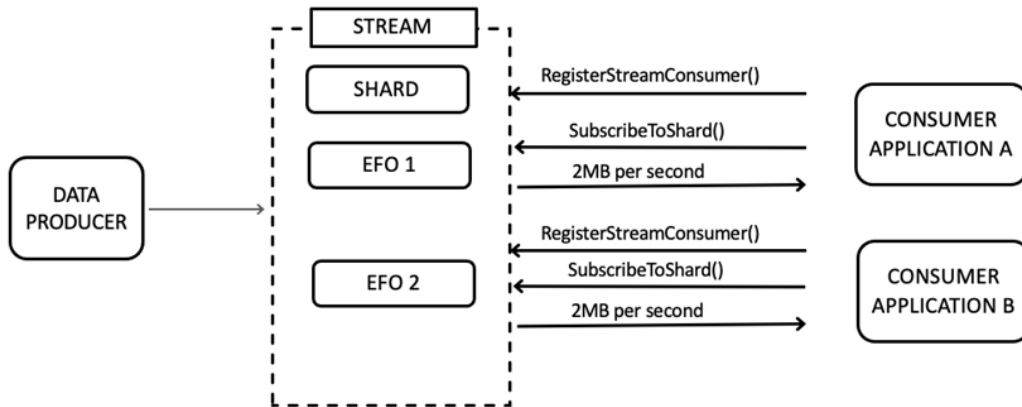 STREAM
SHARD
EFO 1
EFO 2
DATA
PRODUCER
RegisterStreamConsumer()
SubscribeToShard()
2MB per second
RegisterStreamConsumer()
SubscribeToShard()
2MB per second
CONSUMER
APPLICATION A
CONSUMER
APPLICATION B